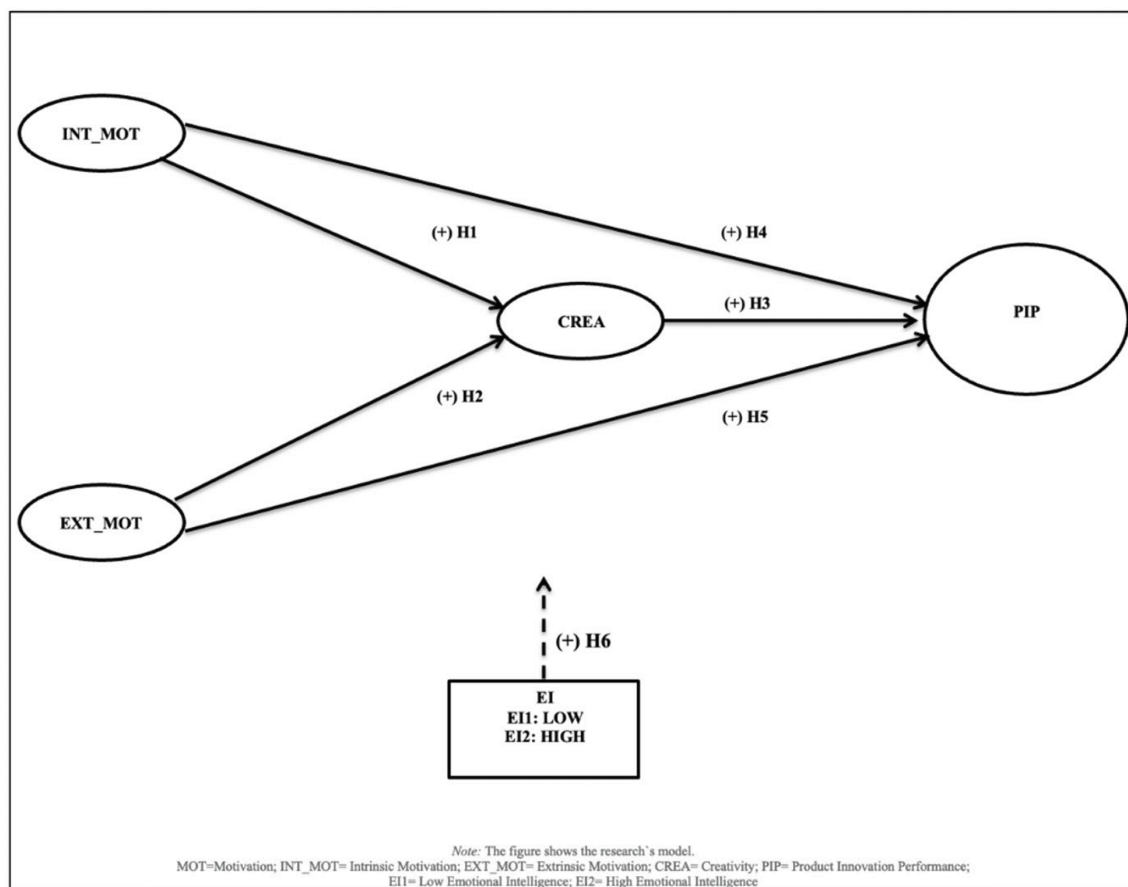 INT_MOT
(+) H1
(+) H4
(+) H3
CREA
PIP
(+) H2
(+) H5
EXT_MOT
(+) H6
EI
EI1: LOW
EI2: HIGH
Note: The figure shows the research`s model.
MOT=Motivation; INT_MOT= Intrinsic Motivation; EXT_MOT= Extrinsic Motivation; CREA= Creativity; PIP= Product Innovation Performance;
EI1= Low Emotional Intelligence; EI2= High Emotional Intelligence